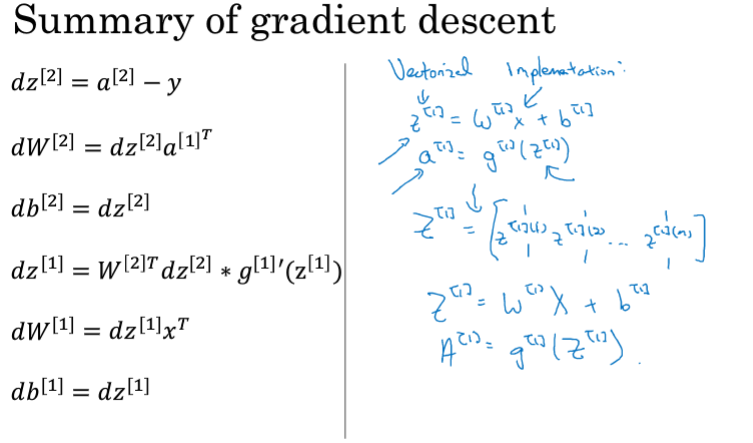 Summary of gradient descent
dz^[2] = a^[2] − y
dW^[2] = dz^[2]a^[1]^T
db^[2] = dz^[2]
dz^[1] = W^[2]T dz^[2] ∗ g^[1]′(z^[1])
dW^[1] = dz^[1]x^T
db^[1] = dz^[1]
Vectorized Implementation:
z^[1] = W^[1]x + b^[1]
a^[1] = g^[1](z^[1])
Z^[1] = [z^[1](1) z^[1](2) ... z^[1](m)]
Z^[1] = W^[1]X + b^[1]
A^[1] = g^[1](Z^[1])